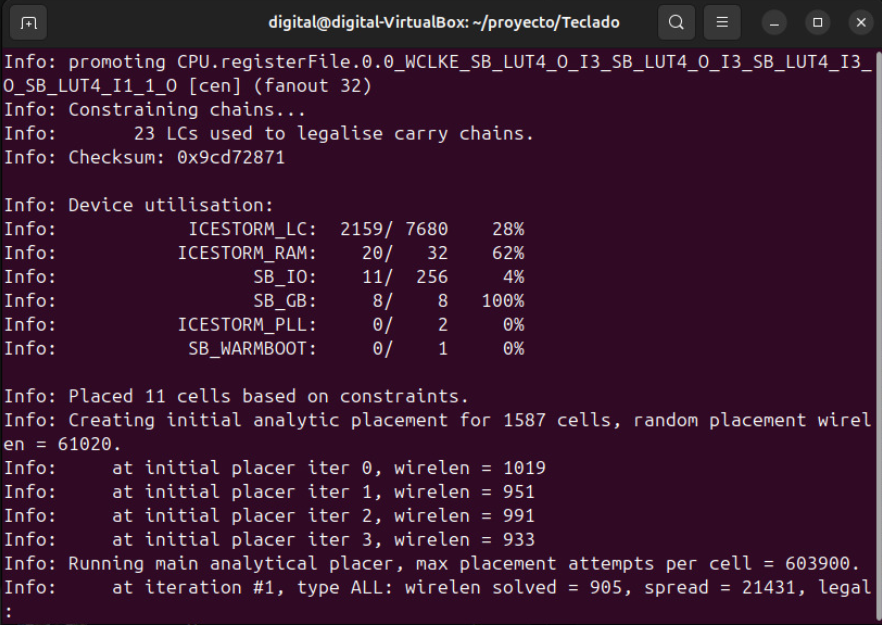 digital@digital-VirtualBox: ~/proyecto/Teclado
Info: promoting CPU.registerFile.0.0_WCLKE_SB_LUT4_O_I3_SB_LUT4_O_I3_SB_LUT4_I3_
O_SB_LUT4_I1_1_O [cen] (fanout 32)
Info: Constraining chains...
Info:       23 LCs used to legalise carry chains.
Info: Checksum: 0x9cd72871

Info: Device utilisation:
Info:            ICESTORM_LC:  2159/ 7680    28%
Info:           ICESTORM_RAM:    20/   32    62%
Info:                  SB_IO:    11/  256     4%
Info:                  SB_GB:     8/    8   100%
Info:           ICESTORM_PLL:     0/    2     0%
Info:            SB_WARMBOOT:     0/    1     0%

Info: Placed 11 cells based on constraints.
Info: Creating initial analytic placement for 1587 cells, random placement wirel
en = 61020.
Info:     at initial placer iter 0, wirelen = 1019
Info:     at initial placer iter 1, wirelen = 951
Info:     at initial placer iter 2, wirelen = 991
Info:     at initial placer iter 3, wirelen = 933
Info: Running main analytical placer, max placement attempts per cell = 603900.
Info:     at iteration #1, type ALL: wirelen solved = 905, spread = 21431, legal
: